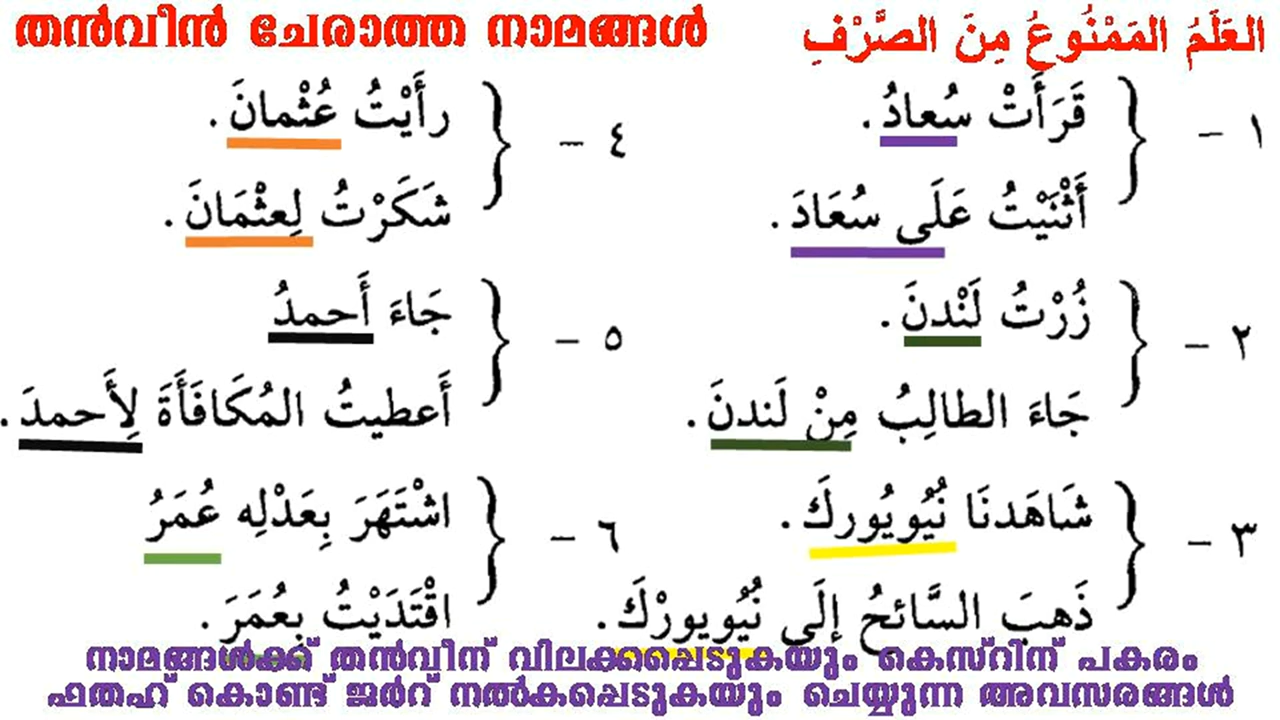 العَلَمُ المَمْنُوعُ مِنَ الصَّرْفِ
തൻവീൻ ചേരാത്ത നാമങ്ങൾ
١ - قَرَأَتْ سُعادُ.
أَثْنَيْتُ عَلَى سُعَادَ.
٢ - زُرْتُ لَنْدنَ.
جَاءَ الطالِبُ مِنْ لَندنَ.
٣ - شَاهَدنَا نُيُويُوركَ.
ذَهبَ السَّائحُ إلَى نُيُويورْكَ.
٤ - رأَيْتُ عُثْمانَ.
شَكَرْتُ لِعثْمَانَ.
٥ - جَاءَ أَحمدُ
أَعطيتُ المُكَافَأَةَ لِأَحمدَ.
٦ - اشْتَهَرَ بِعَدْلِه عُمَرُ
اقْتَدَيْتُ بِعُمَرَ.
നാമങ്ങൾക്ക് തൻവീന് വിലക്കപ്പെടുകയും കെസ്റിന് പകരം
ഫതഹ് കൊണ്ട് ജർറ് നൽകപ്പെടുകയും ചെയ്യുന്ന അവസരങ്ങൾ